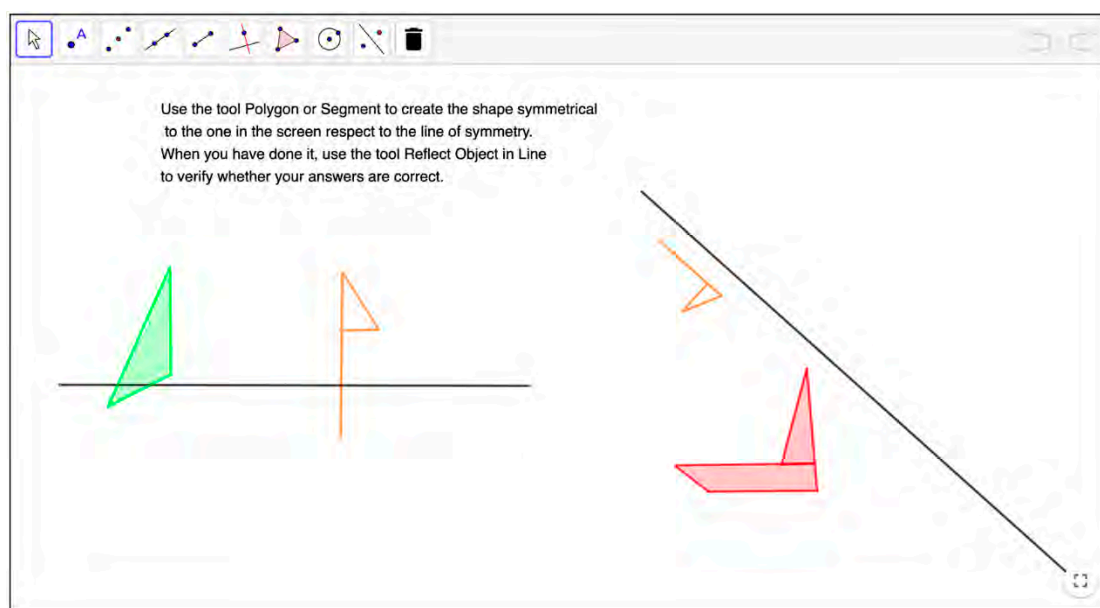 A
Use the tool Polygon or Segment to create the shape symmetrical
to the one in the screen respect to the line of symmetry.
When you have done it, use the tool Reflect Object in Line
to verify whether your answers are correct.